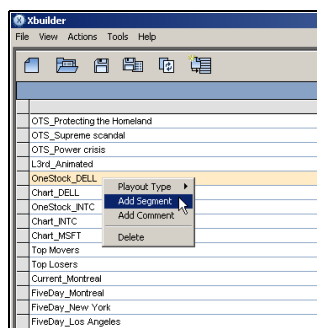 Xbuilder
File View Actions Tools Help
OTS_Protecting the Homeland
OTS_Supreme scandal
OTS_Power crisis
L3rd_Animated
OneStock_DELL
Playout Type
Chart_DELL
Add Segment
OneStock_INTC
Add Comment
Chart_INTC
Chart_MSFT
Delete
Top Movers
Top Losers
Current_Montreal
FiveDay_Montreal
FiveDay_New York
FiveDay_Los Angeles